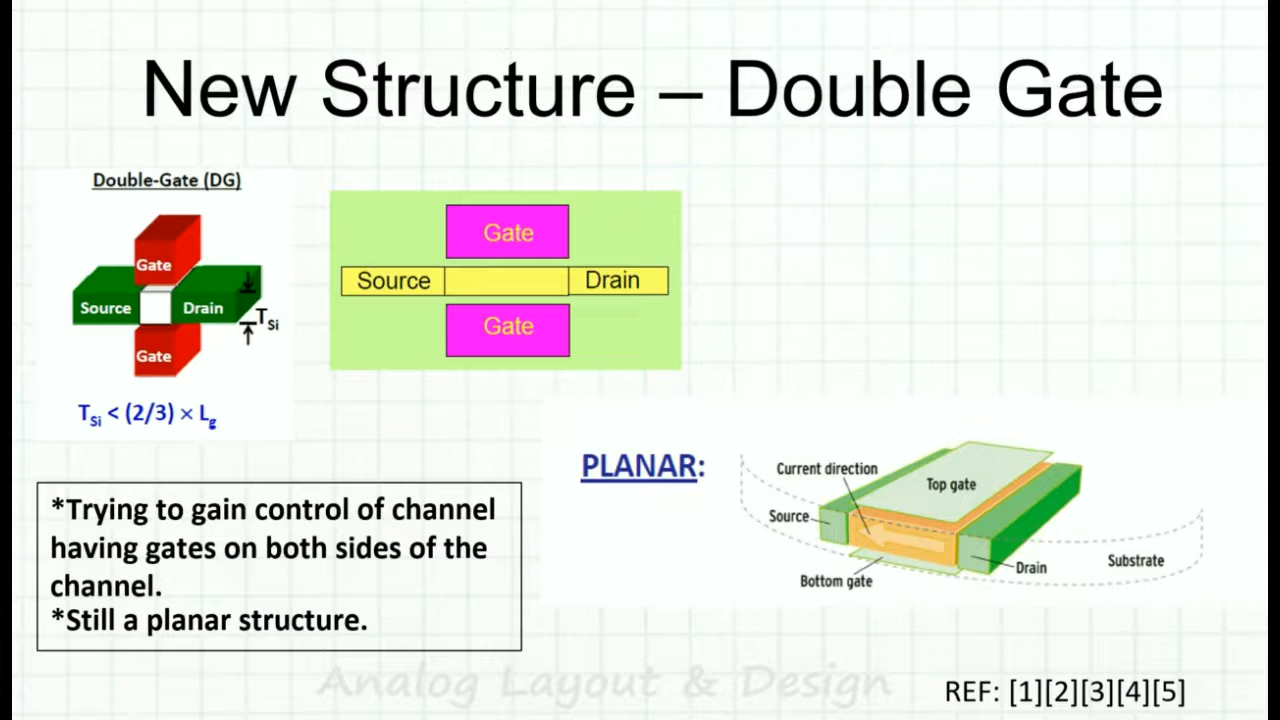 New Structure – Double Gate
Double-Gate (DG)
Gate
Source
Drain
T_Si
Gate
T_Si < (2/3) × L_g
Gate
Source
Drain
Gate
PLANAR:
Current direction
Top gate
Source
Bottom gate
Drain
Substrate
*Trying to gain control of channel
having gates on both sides of the
channel.
*Still a planar structure.
Analog Layout & Design
REF: [1][2][3][4][5]